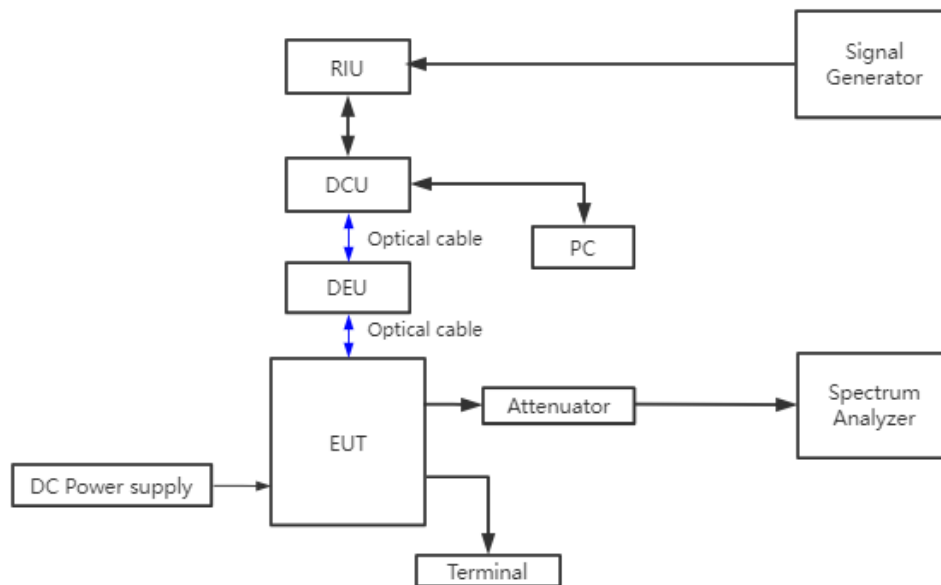 RIU
Signal
Generator
DCU
Optical cable
PC
DEU
Optical cable
EUT
Attenuator
Spectrum
Analyzer
DC Power supply
Terminal